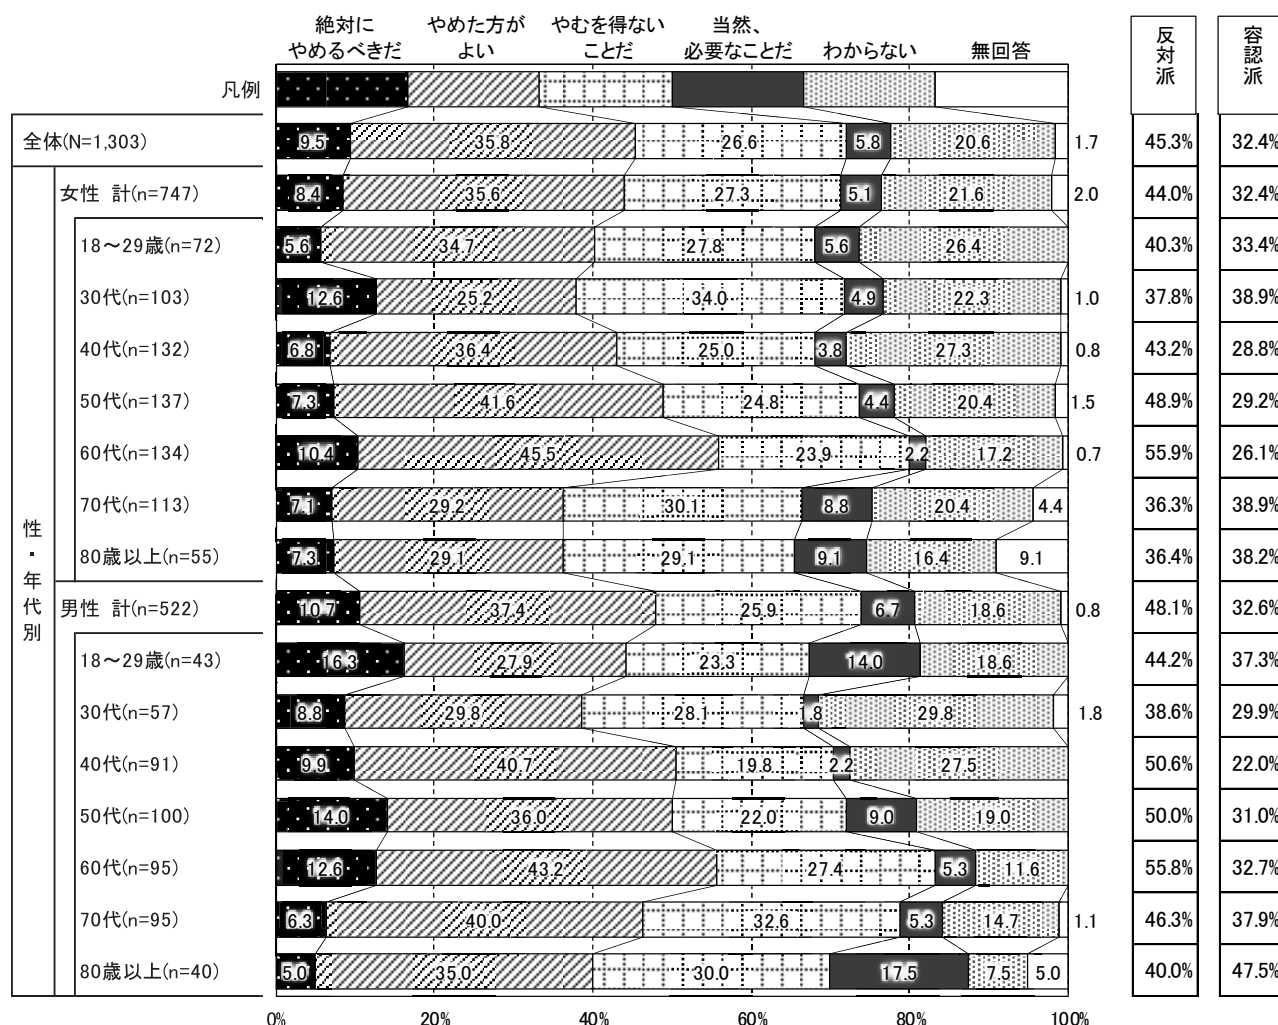 絶対に やめた方が やむを得ない 当然、
やめるべきだ よい ことだ 必要なことだ わからない 無回答
反対派 容認派
凡例
全体(N=1,303) 9.5 35.8 26.6 5.8 20.6 1.7 45.3% 32.4%
性・年代別
女性 計(n=747) 8.4 35.6 27.3 5.1 21.6 2.0 44.0% 32.4%
18～29歳(n=72) 5.6 34.7 27.8 5.6 26.4 40.3% 33.4%
30代(n=103) 12.6 25.2 34.0 4.9 22.3 1.0 37.8% 38.9%
40代(n=132) 6.8 36.4 25.0 3.8 27.3 0.8 43.2% 28.8%
50代(n=137) 7.3 41.6 24.8 4.4 20.4 1.5 48.9% 29.2%
60代(n=134) 10.4 45.5 23.9 2.2 17.2 0.7 55.9% 26.1%
70代(n=113) 7.1 29.2 30.1 8.8 20.4 4.4 36.3% 38.9%
80歳以上(n=55) 7.3 29.1 29.1 9.1 16.4 9.1 36.4% 38.2%
男性 計(n=522) 10.7 37.4 25.9 6.7 18.6 0.8 48.1% 32.6%
18～29歳(n=43) 16.3 27.9 23.3 14.0 18.6 44.2% 37.3%
30代(n=57) 8.8 29.8 28.1 .8 29.8 1.8 38.6% 29.9%
40代(n=91) 9.9 40.7 19.8 2.2 27.5 50.6% 22.0%
50代(n=100) 14.0 36.0 22.0 9.0 19.0 50.0% 31.0%
60代(n=95) 12.6 43.2 27.4 5.3 11.6 55.8% 32.7%
70代(n=95) 6.3 40.0 32.6 5.3 14.7 1.1 46.3% 37.9%
80歳以上(n=40) 5.0 35.0 30.0 17.5 7.5 5.0 40.0% 47.5%
0% 20% 40% 60% 80% 100%